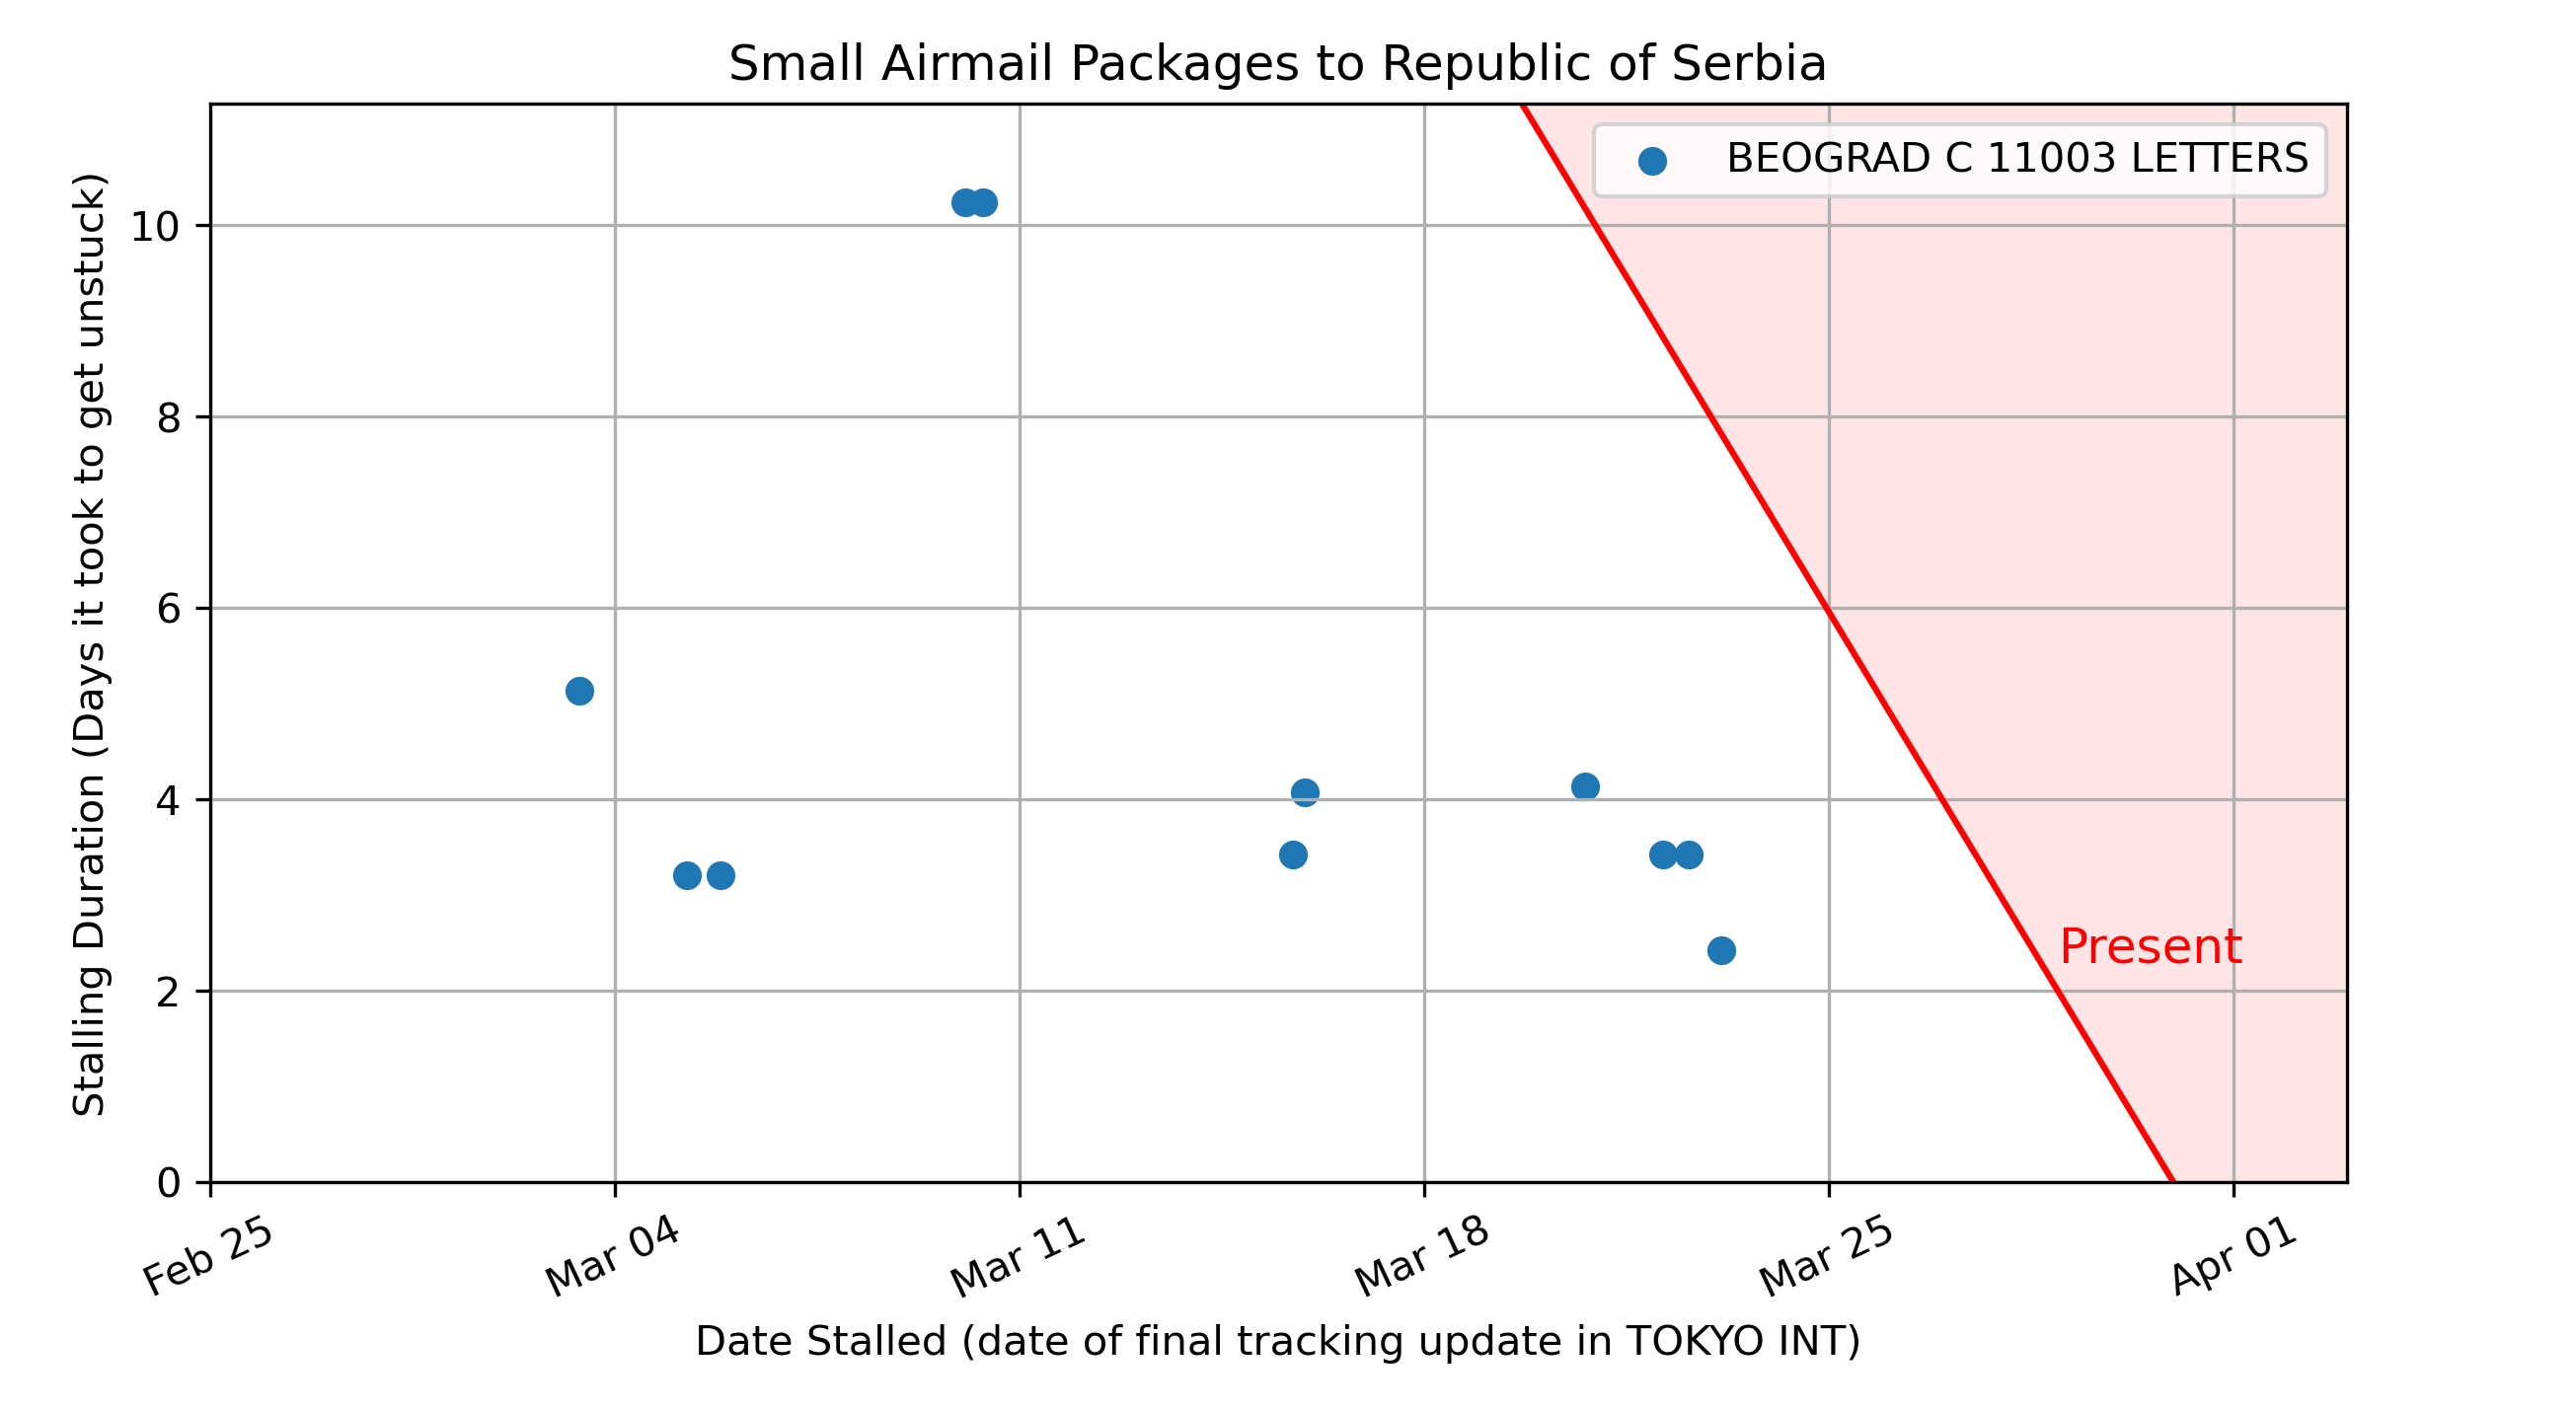 Small Airmail Packages to Republic of Serbia
BEOGRAD C 11003 LETTERS
Stalling Duration (Days it took to get unstuck)
10
8
6
4
2
0
Present
Feb 25
Mar 04
Mar 11
Mar 18
Mar 25
Apr 01
Date Stalled (date of final tracking update in TOKYO INT)